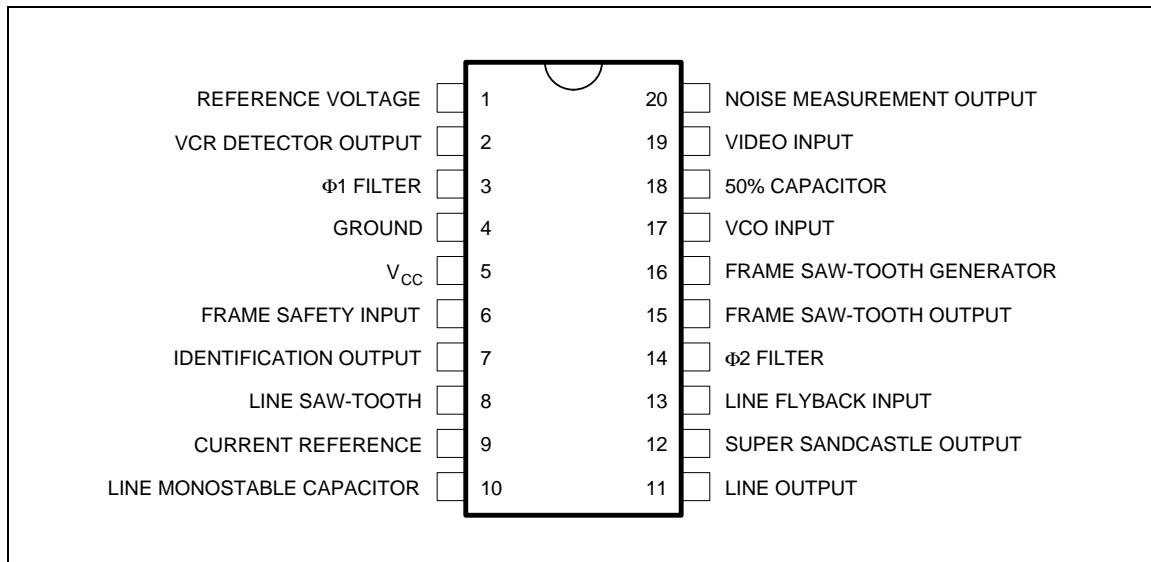 REFERENCE VOLTAGE 1 20 NOISE MEASUREMENT OUTPUT
VCR DETECTOR OUTPUT 2 19 VIDEO INPUT
Φ1 FILTER 3 18 50% CAPACITOR
GROUND 4 17 VCO INPUT
VCC 5 16 FRAME SAW-TOOTH GENERATOR
FRAME SAFETY INPUT 6 15 FRAME SAW-TOOTH OUTPUT
IDENTIFICATION OUTPUT 7 14 Φ2 FILTER
LINE SAW-TOOTH 8 13 LINE FLYBACK INPUT
CURRENT REFERENCE 9 12 SUPER SANDCASTLE OUTPUT
LINE MONOSTABLE CAPACITOR 10 11 LINE OUTPUT